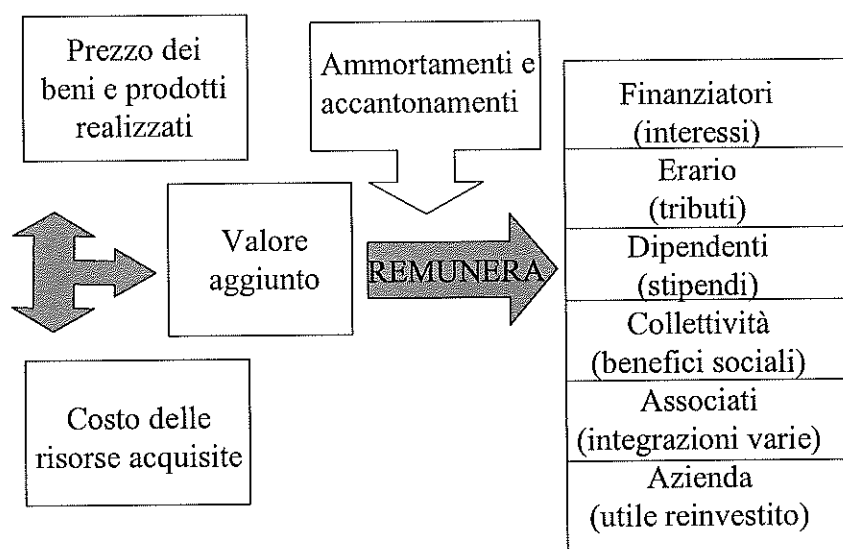 Prezzo dei
beni e prodotti
realizzati
Ammortamenti e
accantonamenti
Valore
aggiunto
REMUNERA
Costo delle
risorse acquisite
Finanziatori
(interessi)
Erario
(tributi)
Dipendenti
(stipendi)
Collettività
(benefici sociali)
Associati
(integrazioni varie)
Azienda
(utile reinvestito)